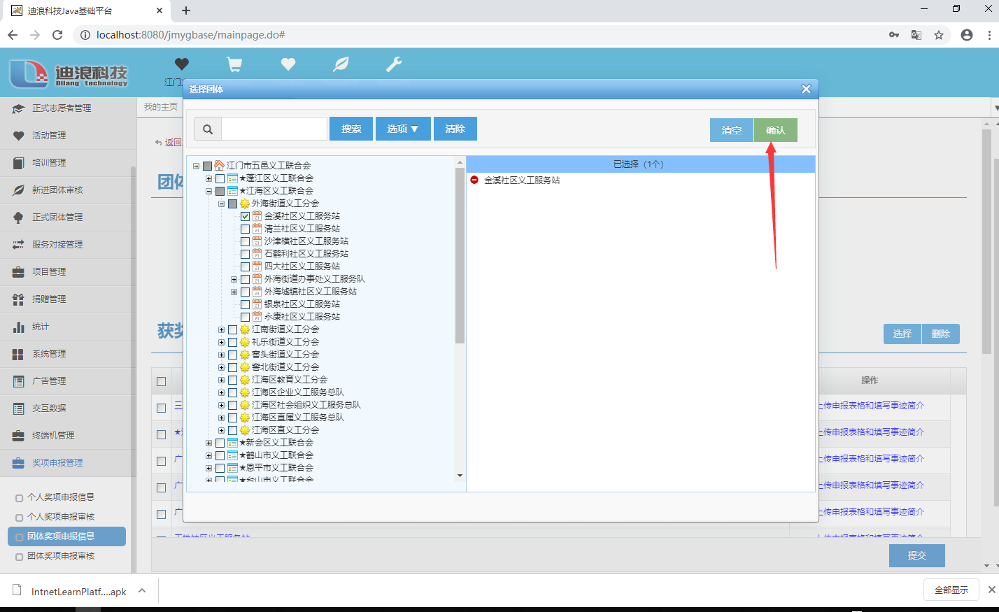 迪浪科技Java基础平台
localhost:8080/jmygbase/mainpage.do#
迪浪科技
Dilang technology
江门
选择团体
正式志愿者管理
活动管理
培训管理
新进团体审核
正式团体管理
服务对接管理
项目管理
捐赠管理
统计
系统管理
广告管理
交互数据
终端机管理
奖项申报管理
个人奖项申报信息
个人奖项申报审核
团体奖项申报信息
团体奖项申报审核
我的主页
返回
团体
获奖
搜索
选项▼
清除
清空
确认
江门市五邑义工联合会
★蓬江区义工联合会
★江海区义工联合会
外海街道义工分会
金溪社区义工服务站
清兰社区义工服务站
沙津横社区义工服务站
石鹤利社区义工服务站
四大社区义工服务站
外海街道办事处义工服务队
外海墟镇社区义工服务站
银泉社区义工服务站
永康社区义工服务站
江南街道义工分会
礼乐街道义工分会
窖头街道义工分会
窖北街道义工分会
江海区教育义工分会
江海区企业义工服务总队
江海区社会组织义工服务总队
江海区直属义工服务总队
江海区直义工分会
★新会区义工联合会
★鹤山市义工联合会
★恩平市义工联合会
★台山市义工联合会
已选择（1个）
金溪社区义工服务站
选择
删除
操作
三
上传申报表格和填写事迹简介
上传申报表格和填写事迹简介
广
上传申报表格和填写事迹简介
广
上传申报表格和填写事迹简介
广
上传申报表格和填写事迹简介
上传申报表格和填写事迹简介
提交
IntnetLearnPlatf....apk
全部显示